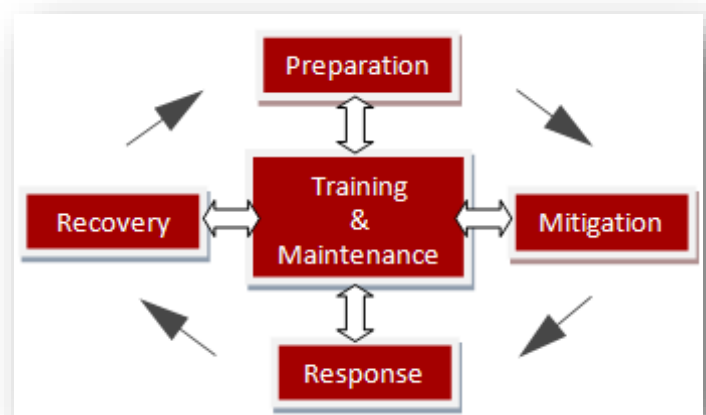 Preparation
Training
&
Maintenance
Recovery
Mitigation
Response